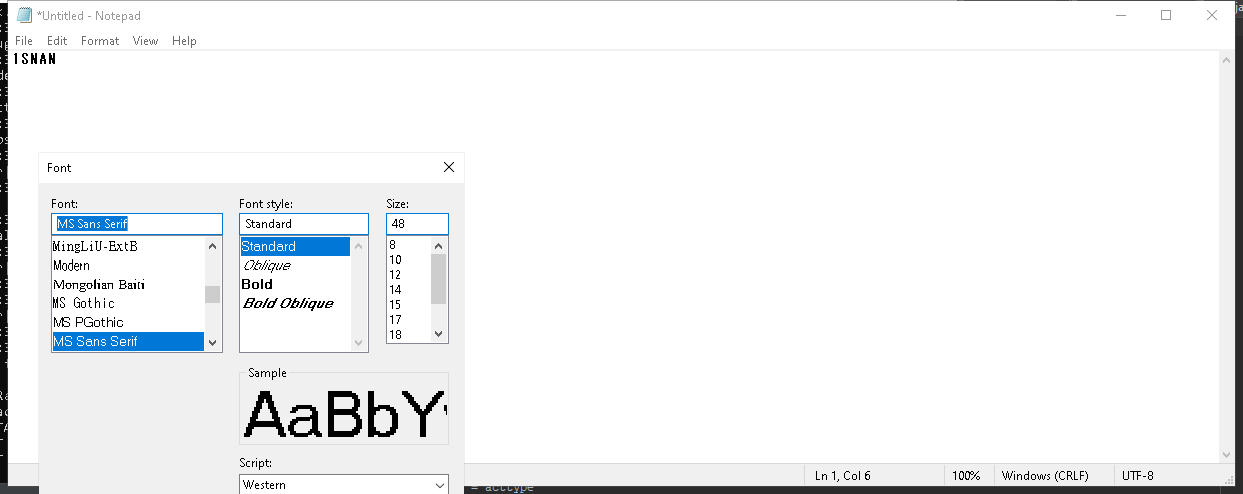 *Untitled - Notepad
File Edit Format View Help
1SNAN
Font
Font: Font style: Size:
MS Sans Serif Standard 48
MingLiU-ExtB Standard 8
Modern Oblique 10
Mongolian Baiti Bold 12
MS Gothic Bold Oblique 14
MS PGothic 15
MS Sans Serif 17
18
Sample
AaBbY
Script:
Western
Ln 1, Col 6 100% Windows (CRLF) UTF-8
= acctype